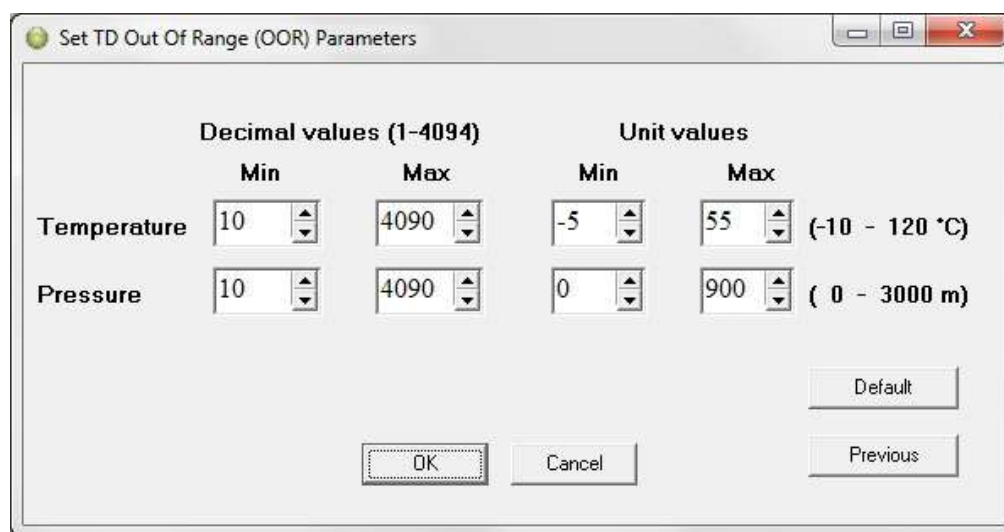 Set TD Out Of Range (OOR) Parameters
Decimal values (1-4094) Unit values
Min Max Min Max
Temperature 10 4090 -5 55 (-10 - 120 °C)
Pressure 10 4090 0 900 ( 0 - 3000 m)
Default
OK Cancel Previous